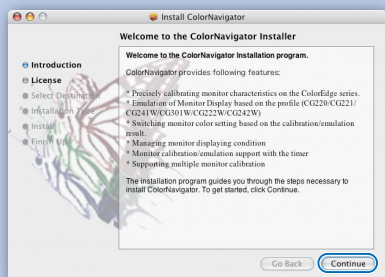 Install ColorNavigator
Welcome to the ColorNavigator Installer
Introduction
License
Select Destination
Installation Type
Install
Finish Up
Welcome to the ColorNavigator Installation program.
ColorNavigator provides following features;
* Precisely calibrating monitor characteristics on the ColorEdge series.
* Emulation of Monitor Display based on the profile (CG220/CG221/
CG241W/CG301W/CG222W/CG242W)
* Switching monitor color setting based on the calibration/emulation
result.
* Managing monitor displaying condition
* Monitor calibration/emulation support with the timer
* Supporting multiple monitor calibration
The installation program guides you through the steps necessary to
install ColorNavigator. To get started, click Continue.
Go Back
Continue